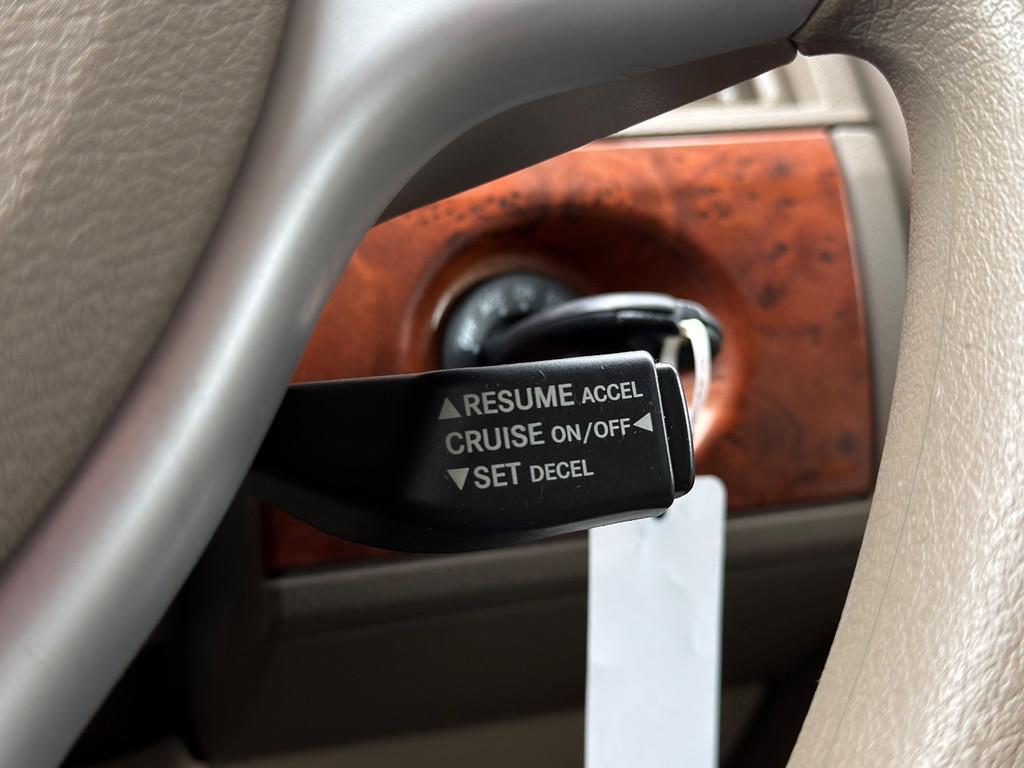 ▲RESUME ACCEL
CRUISE ON/OFF◀
▼SET DECEL